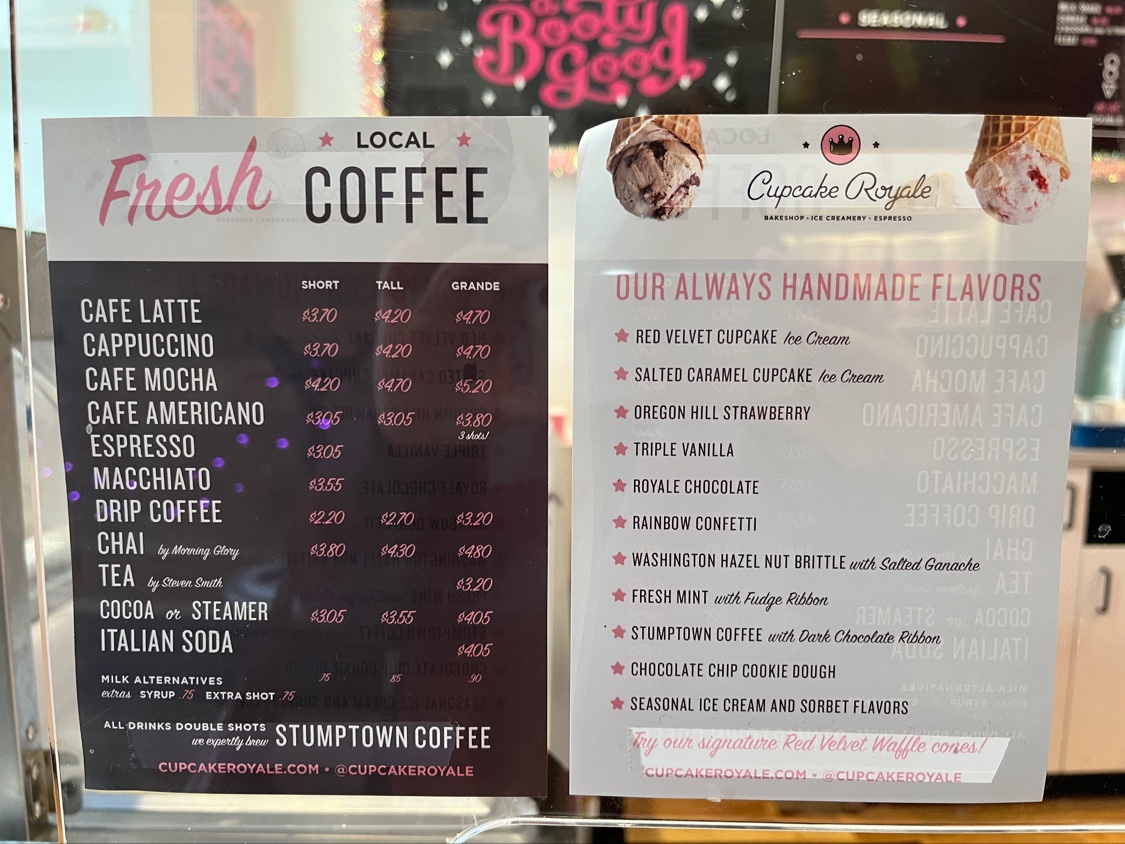 Booty
Good
SEASONAL
Fresh
LOCAL
COFFEE
SHORT TALL GRANDE
CAFE LATTE $3.70 $4.20 $4.70
CAPPUCCINO $3.70 $4.20 $4.70
CAFE MOCHA $4.20 $4.70 $5.20
CAFE AMERICANO $3.05 $3.05 $3.80
3 shots!
ESPRESSO $3.05
MACCHIATO $3.55
DRIP COFFEE $2.20 $2.70 $3.20
CHAI by Morning Glory $3.80 $4.30 $4.80
TEA by Steven Smith $3.20
COCOA or STEAMER $3.05 $3.55 $4.05
ITALIAN SODA $4.05
MILK ALTERNATIVES .75 .85 .90
extras SYRUP .75 EXTRA SHOT .75
ALL DRINKS DOUBLE SHOTS
we expertly brew STUMPTOWN COFFEE
CUPCAKEROYALE.COM • @CUPCAKEROYALE
Cupcake Royale
BAKESHOP • ICE CREAMERY • ESPRESSO
OUR ALWAYS HANDMADE FLAVORS
RED VELVET CUPCAKE Ice Cream
SALTED CARAMEL CUPCAKE Ice Cream
OREGON HILL STRAWBERRY
TRIPLE VANILLA
ROYALE CHOCOLATE
RAINBOW CONFETTI
WASHINGTON HAZEL NUT BRITTLE with Salted Ganache
FRESH MINT with Fudge Ribbon
STUMPTOWN COFFEE with Dark Chocolate Ribbon
CHOCOLATE CHIP COOKIE DOUGH
SEASONAL ICE CREAM AND SORBET FLAVORS
Try our signature Red Velvet Waffle cones!
CUPCAKEROYALE.COM • @CUPCAKEROYALE